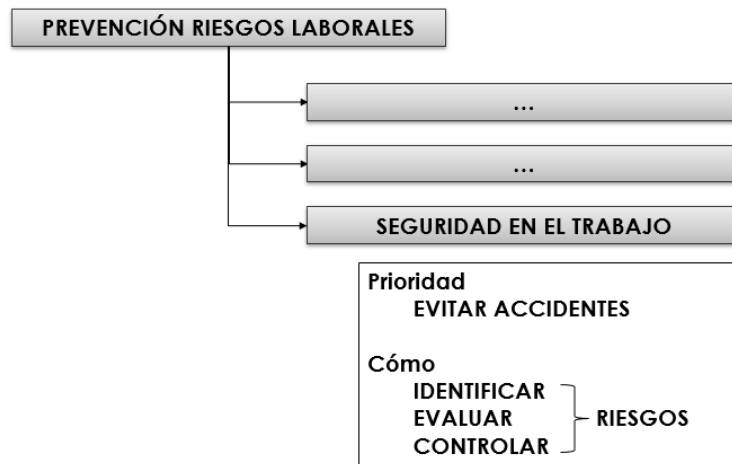 PREVENCIÓN RIESGOS LABORALES
...
...
SEGURIDAD EN EL TRABAJO
Prioridad
EVITAR ACCIDENTES
Cómo
IDENTIFICAR
EVALUAR
RIESGOS
CONTROLAR